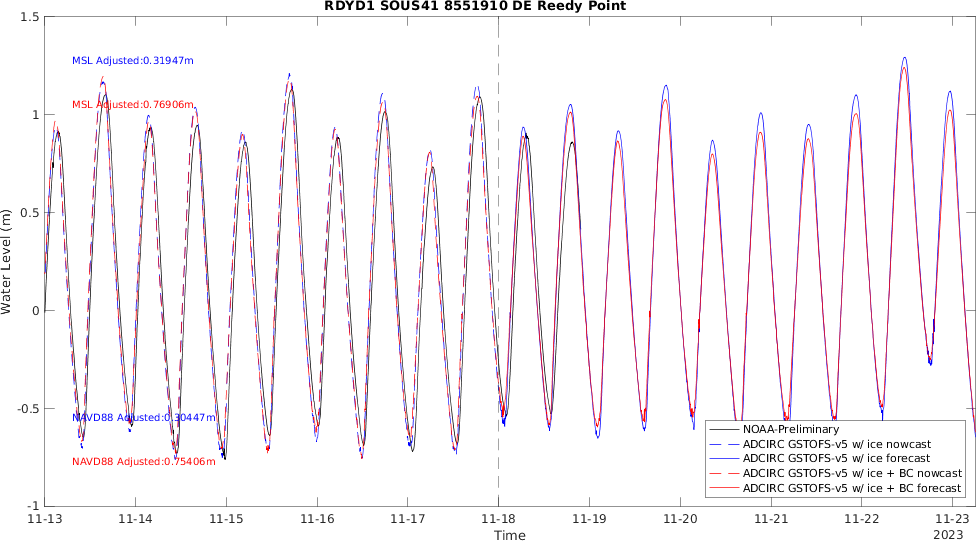 RDYD1 SOUS41 8551910 DE Reedy Point
1.5
1
0.5
0
-0.5
-1
Water Level (m)
MSL Adjusted:0.31947m
MSL Adjusted:0.76906m
NAVD88 Adjusted:0.30447m
NAVD88 Adjusted:0.75406m
NOAA-Preliminary
ADCIRC GSTOFS-v5 w/ ice nowcast
ADCIRC GSTOFS-v5 w/ ice forecast
ADCIRC GSTOFS-v5 w/ ice + BC nowcast
ADCIRC GSTOFS-v5 w/ ice + BC forecast
11-13 11-14 11-15 11-16 11-17 11-18 11-19 11-20 11-21 11-22 11-23
2023
Time